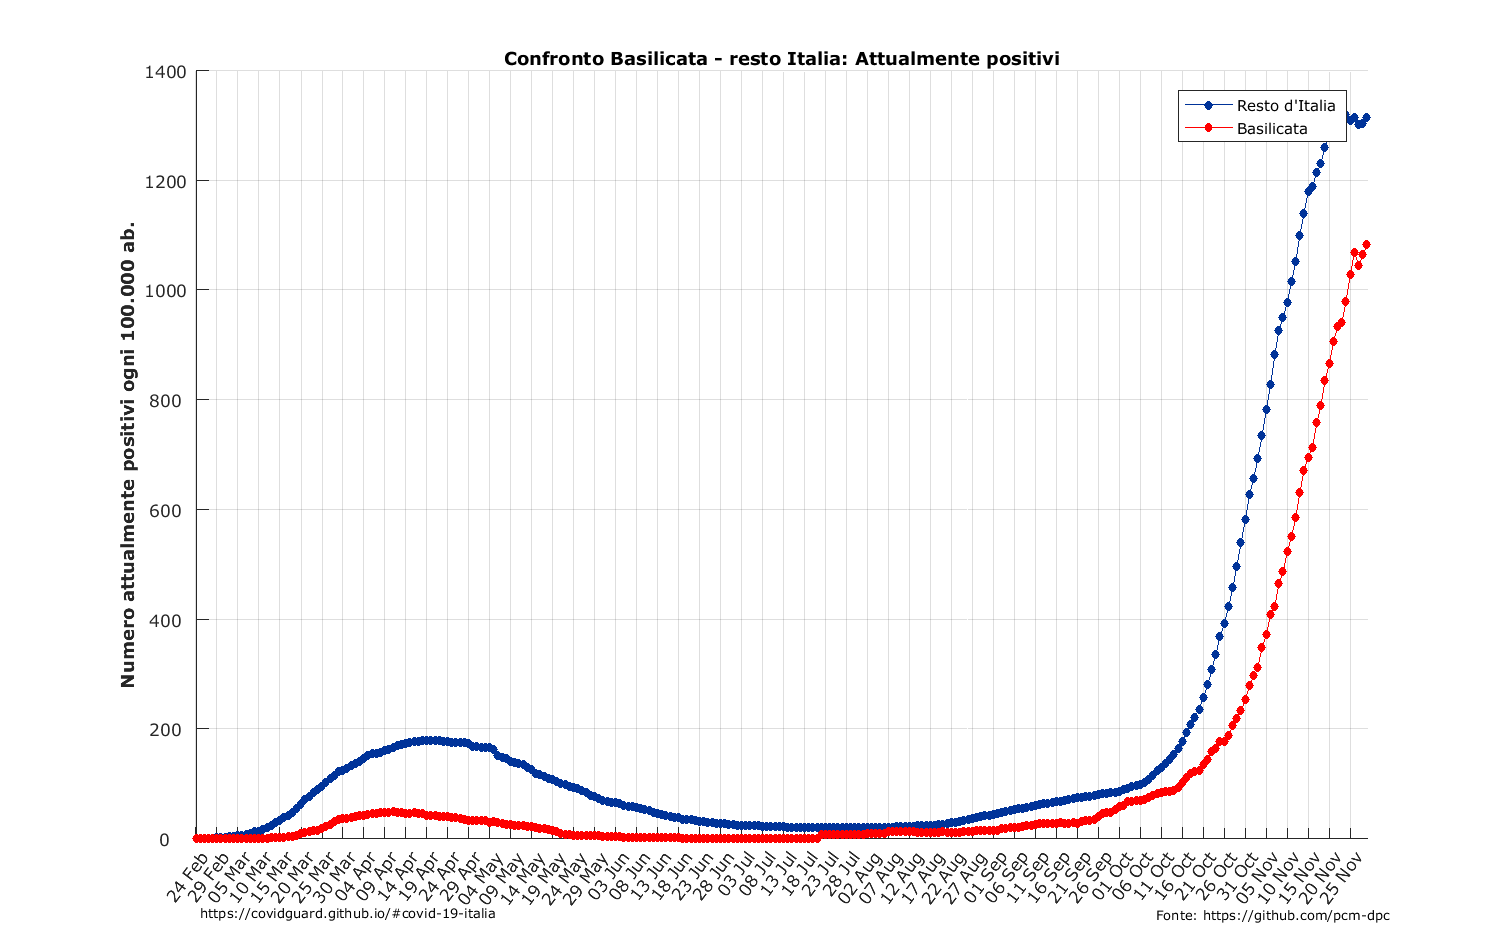 Confronto Basilicata - resto Italia: Attualmente positivi
Numero attualmente positivi ogni 100.000 ab.
1400
1200
1000
800
600
400
200
0
Resto d'Italia
Basilicata
24 Feb
29 Feb
05 Mar
10 Mar
15 Mar
20 Mar
25 Mar
30 Mar
04 Apr
09 Apr
14 Apr
19 Apr
24 Apr
29 Apr
04 May
09 May
14 May
19 May
24 May
29 May
03 Jun
08 Jun
13 Jun
18 Jun
23 Jun
28 Jun
03 Jul
08 Jul
13 Jul
18 Jul
23 Jul
28 Jul
02 Aug
07 Aug
12 Aug
17 Aug
22 Aug
27 Aug
01 Sep
06 Sep
11 Sep
16 Sep
21 Sep
26 Sep
01 Oct
06 Oct
11 Oct
16 Oct
21 Oct
26 Oct
31 Oct
05 Nov
10 Nov
15 Nov
20 Nov
25 Nov
https://covidguard.github.io/#covid-19-italia
Fonte: https://github.com/pcm-dpc